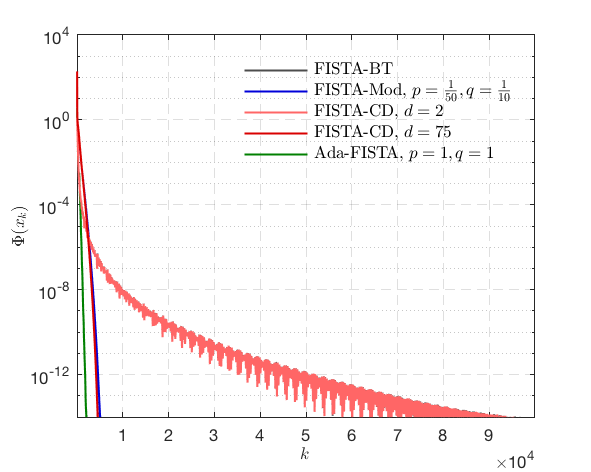 10^4
10^0
10^-4
10^-8
10^-12
Φ(x_k)
FISTA-BT
FISTA-Mod, p = 1/50, q = 1/10
FISTA-CD, d = 2
FISTA-CD, d = 75
Ada-FISTA, p = 1, q = 1
1 2 3 4 5 6 7 8 9
k
×10^4